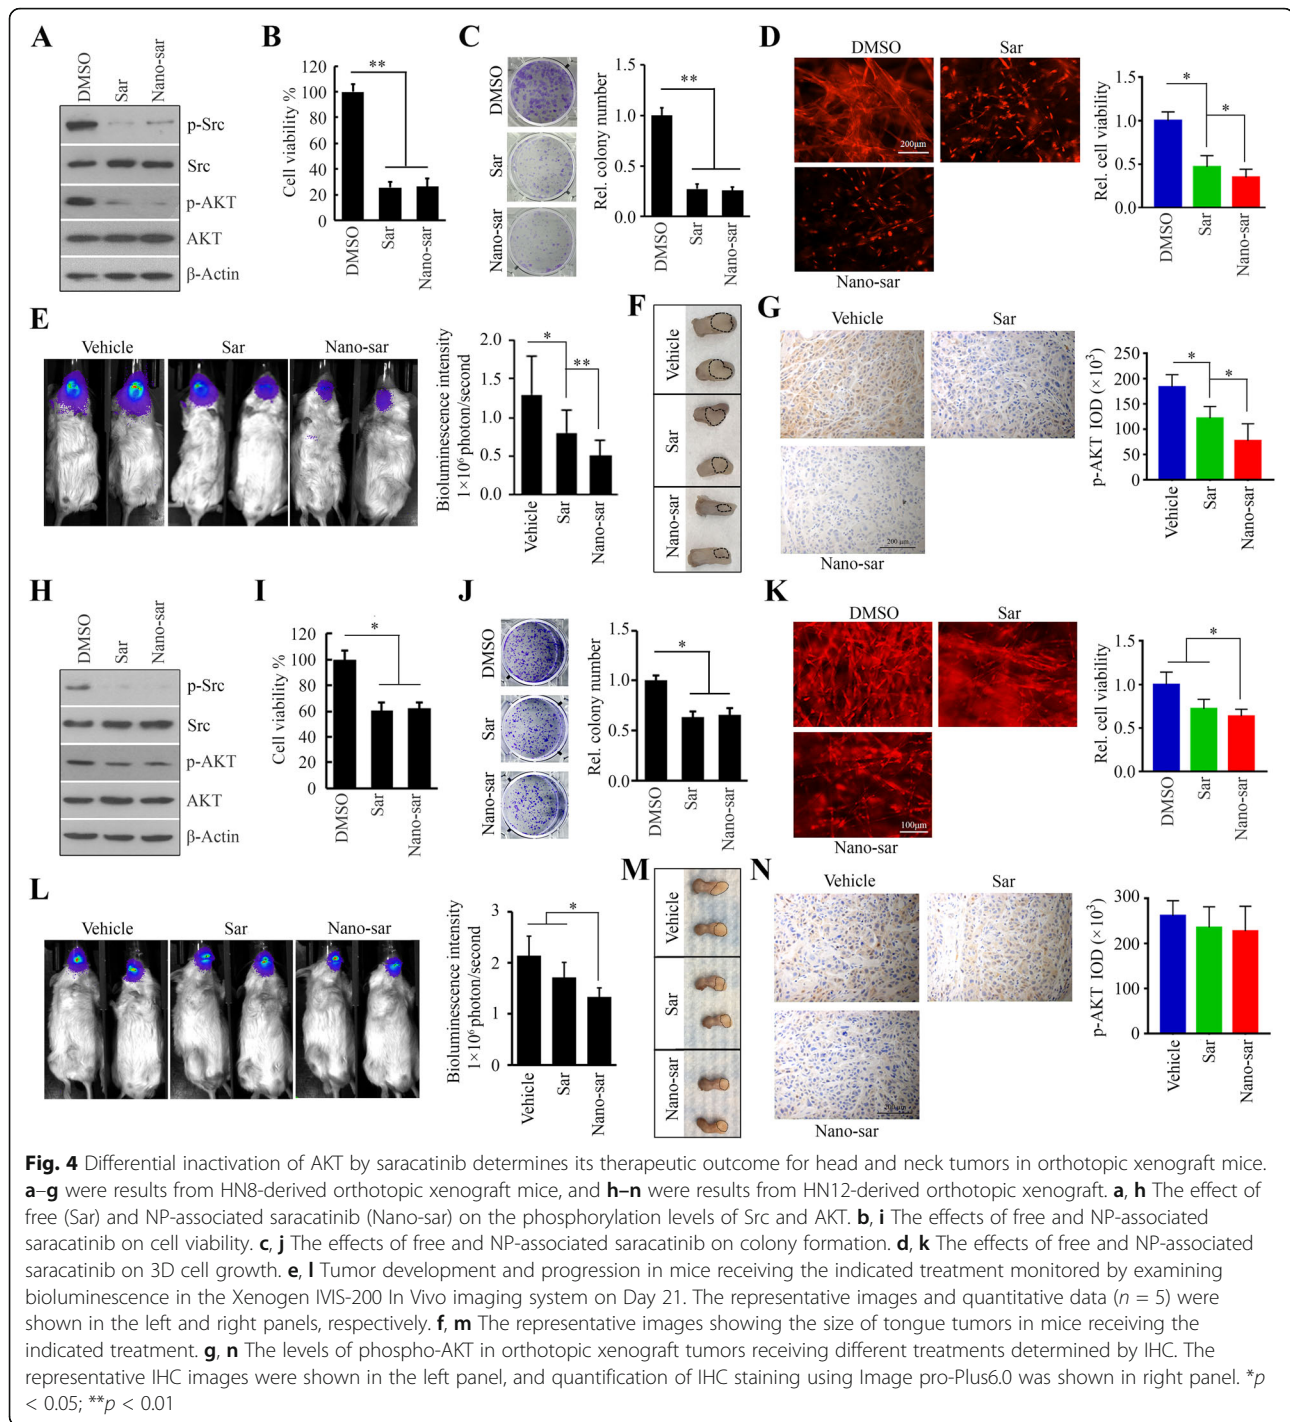 A
DMSO
Sar
Nano-sar
p-Src
Src
p-AKT
AKT
β-Actin
B
Cell viability %
120
100
80
60
40
20
0
**
DMSO
Sar
Nano-sar
C
DMSO
Sar
Nano-sar
Rel. colony number
1.5
1.0
0.5
0.0
**
DMSO
Sar
Nano-sar
D
DMSO
Sar
200μm
Nano-sar
Rel. cell viability
1.5
1.0
0.5
0.0
*
*
DMSO
Sar
Nano-sar
E
Vehicle
Sar
Nano-sar
Bioluminescence intensity
1×10⁶ photon/second
2.0
1.5
1.0
0.5
0.0
*
**
Vehicle
Sar
Nano-sar
F
Vehicle
Sar
Nano-sar
G
Vehicle
Sar
200 μm
Nano-sar
p-AKT IOD (×10³)
250
200
150
100
50
0
*
*
Vehicle
Sar
Nano-sar
H
DMSO
Sar
Nano-sar
p-Src
Src
p-AKT
AKT
β-Actin
I
Cell viability %
120
100
80
60
40
20
0
*
DMSO
Sar
Nano-sar
J
DMSO
Sar
Nano-sar
Rel. colony number
1.5
1.0
0.5
0.0
*
DMSO
Sar
Nano-sar
K
DMSO
Sar
100μm
Nano-sar
Rel. cell viability
1.5
1.0
0.5
0.0
*
DMSO
Sar
Nano-sar
L
Vehicle
Sar
Nano-sar
Bioluminescence intensity
1×10⁶ photon/second
3
2
1
0
*
Vehicle
Sar
Nano-sar
M
Vehicle
Sar
Nano-sar
N
Vehicle
Sar
200μm
Nano-sar
p-AKT IOD (×10³)
300
200
100
0
Vehicle
Sar
Nano-sar
Fig. 4 Differential inactivation of AKT by saracatinib determines its therapeutic outcome for head and neck tumors in orthotopic xenograft mice.
a–g were results from HN8-derived orthotopic xenograft mice, and h–n were results from HN12-derived orthotopic xenograft. a, h The effect of
free (Sar) and NP-associated saracatinib (Nano-sar) on the phosphorylation levels of Src and AKT. b, i The effects of free and NP-associated
saracatinib on cell viability. c, j The effects of free and NP-associated saracatinib on colony formation. d, k The effects of free and NP-associated
saracatinib on 3D cell growth. e, l Tumor development and progression in mice receiving the indicated treatment monitored by examining
bioluminescence in the Xenogen IVIS-200 In Vivo imaging system on Day 21. The representative images and quantitative data (n = 5) were
shown in the left and right panels, respectively. f, m The representative images showing the size of tongue tumors in mice receiving the
indicated treatment. g, n The levels of phospho-AKT in orthotopic xenograft tumors receiving different treatments determined by IHC. The
representative IHC images were shown in the left panel, and quantification of IHC staining using Image pro-Plus6.0 was shown in right panel. *p
< 0.05; **p < 0.01